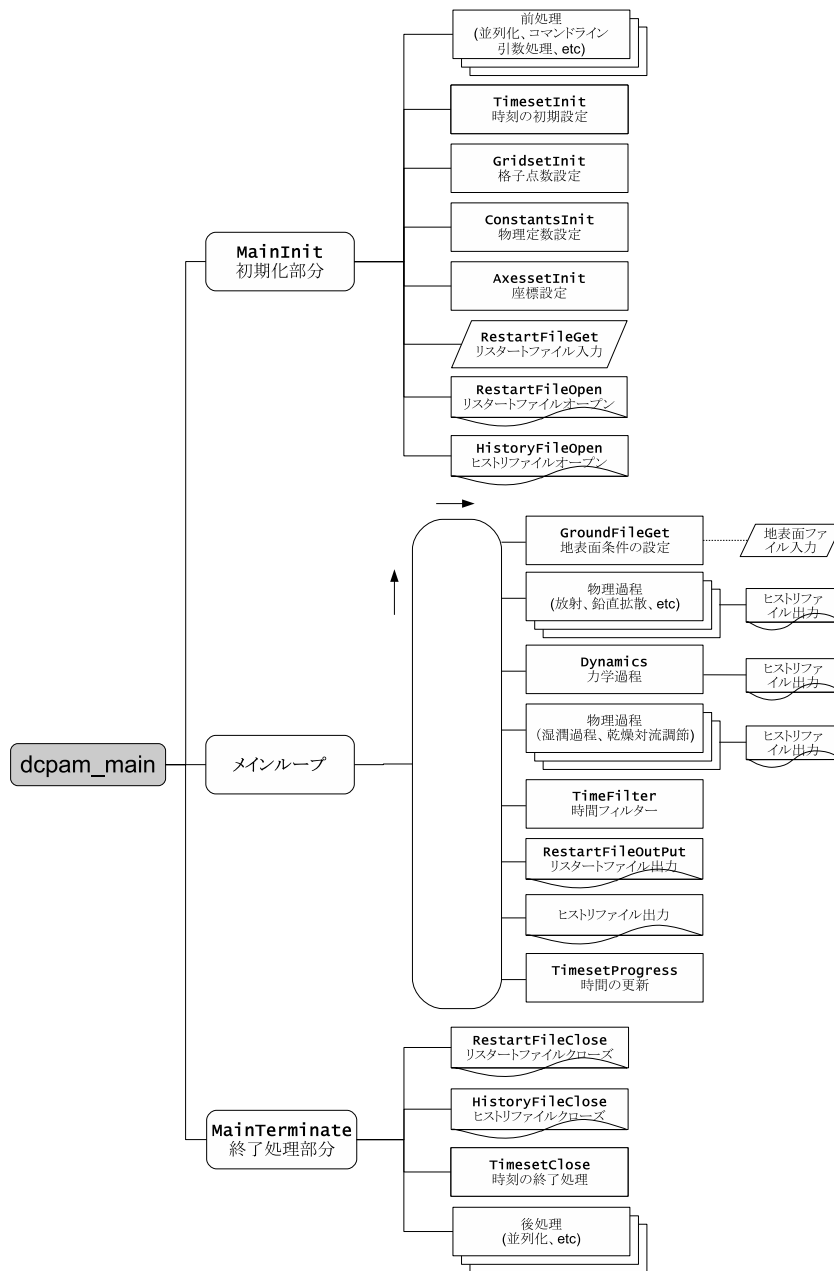 前処理
(並列化、コマンドライン
引数処理、etc)
TimesetInit
時刻の初期設定
GridsetInit
格子点数設定
ConstantsInit
物理定数設定
AxessetInit
座標設定
RestartFileGet
リスタートファイル入力
RestartFileOpen
リスタートファイルオープン
HistoryFileOpen
ヒストリファイルオープン
MainInit
初期化部分
GroundFileGet
地表面条件の設定
地表面ファ
イル入力
物理過程
(放射、鉛直拡散、etc)
ヒストリファ
イル出力
Dynamics
力学過程
ヒストリファ
イル出力
物理過程
(湿潤過程、乾燥対流調節)
ヒストリファ
イル出力
dcpam_main
メインループ
TimeFilter
時間フィルター
RestartFileOutPut
リスタートファイル出力
ヒストリファイル出力
TimesetProgress
時間の更新
MainTerminate
終了処理部分
RestartFileClose
リスタートファイルクローズ
HistoryFileClose
ヒストリファイルクローズ
TimesetClose
時刻の終了処理
後処理
(並列化、etc)